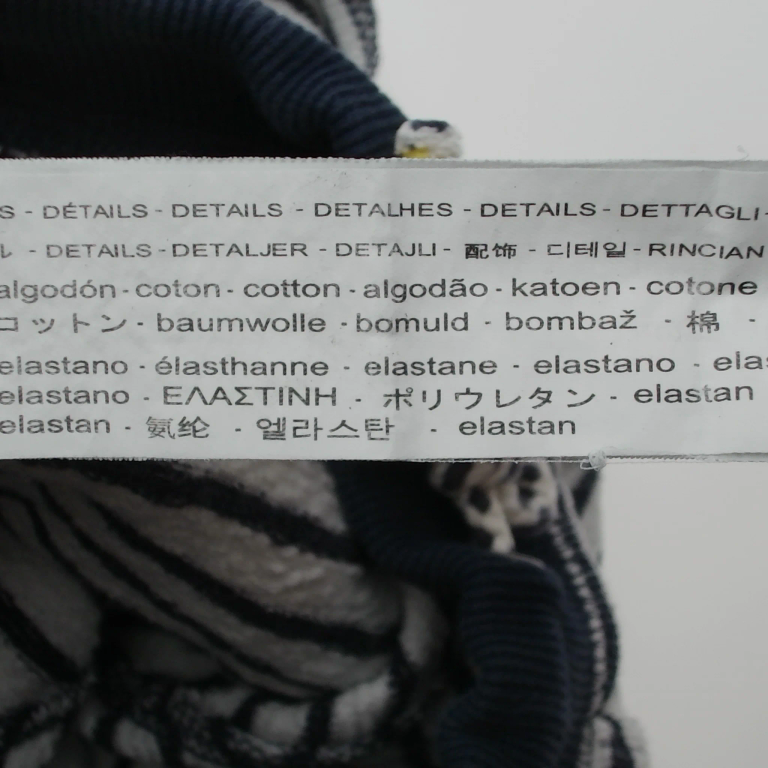 S - DÉTAILS - DETAILS - DETALHES - DETAILS - DETTAGLI -
ル - DETAILS - DETALJER - DETAJLI - 配饰 - 디테일 - RINCIAN
algodón - coton - cotton - algodão - katoen - cotone
コットン - baumwolle - bomuld - bombaž - 棉 -
elastano - élasthanne - elastane - elastano - ela
elastano - ΕΛΑΣΤΙΝΗ - ポリウレタン - elastan
elastan - 氨纶 - 엘라스탄 - elastan